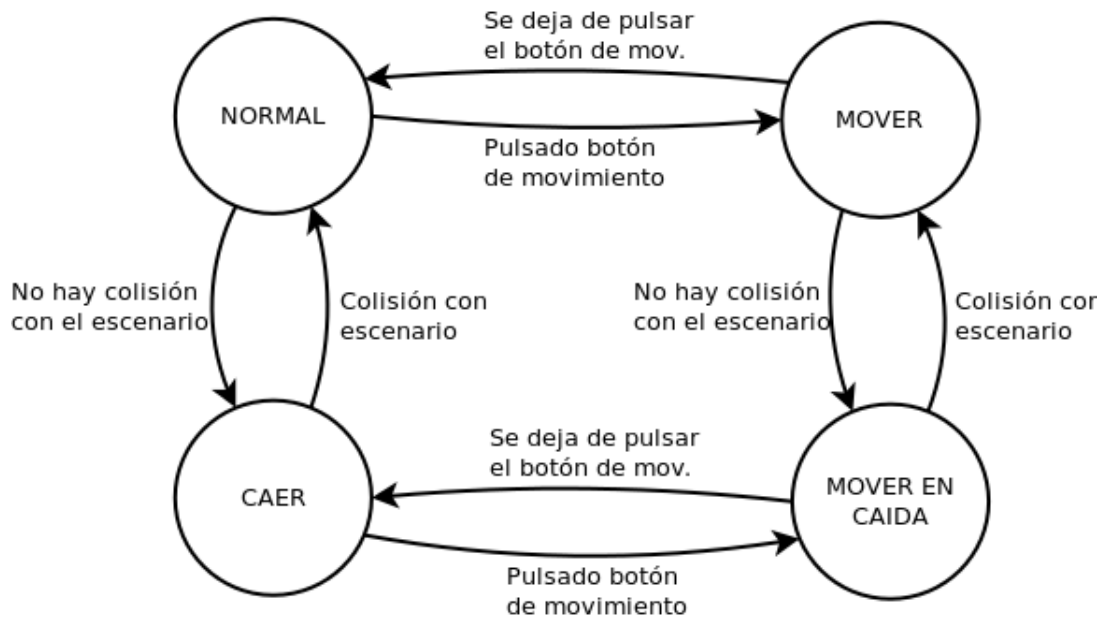 Se deja de pulsar
el botón de mov.
NORMAL
MOVER
Pulsado botón
de movimiento
No hay colisión
con el escenario
Colisión con
escenario
No hay colisión
con el escenario
Colisión con
escenario
Se deja de pulsar
el botón de mov.
CAER
MOVER EN
CAIDA
Pulsado botón
de movimiento